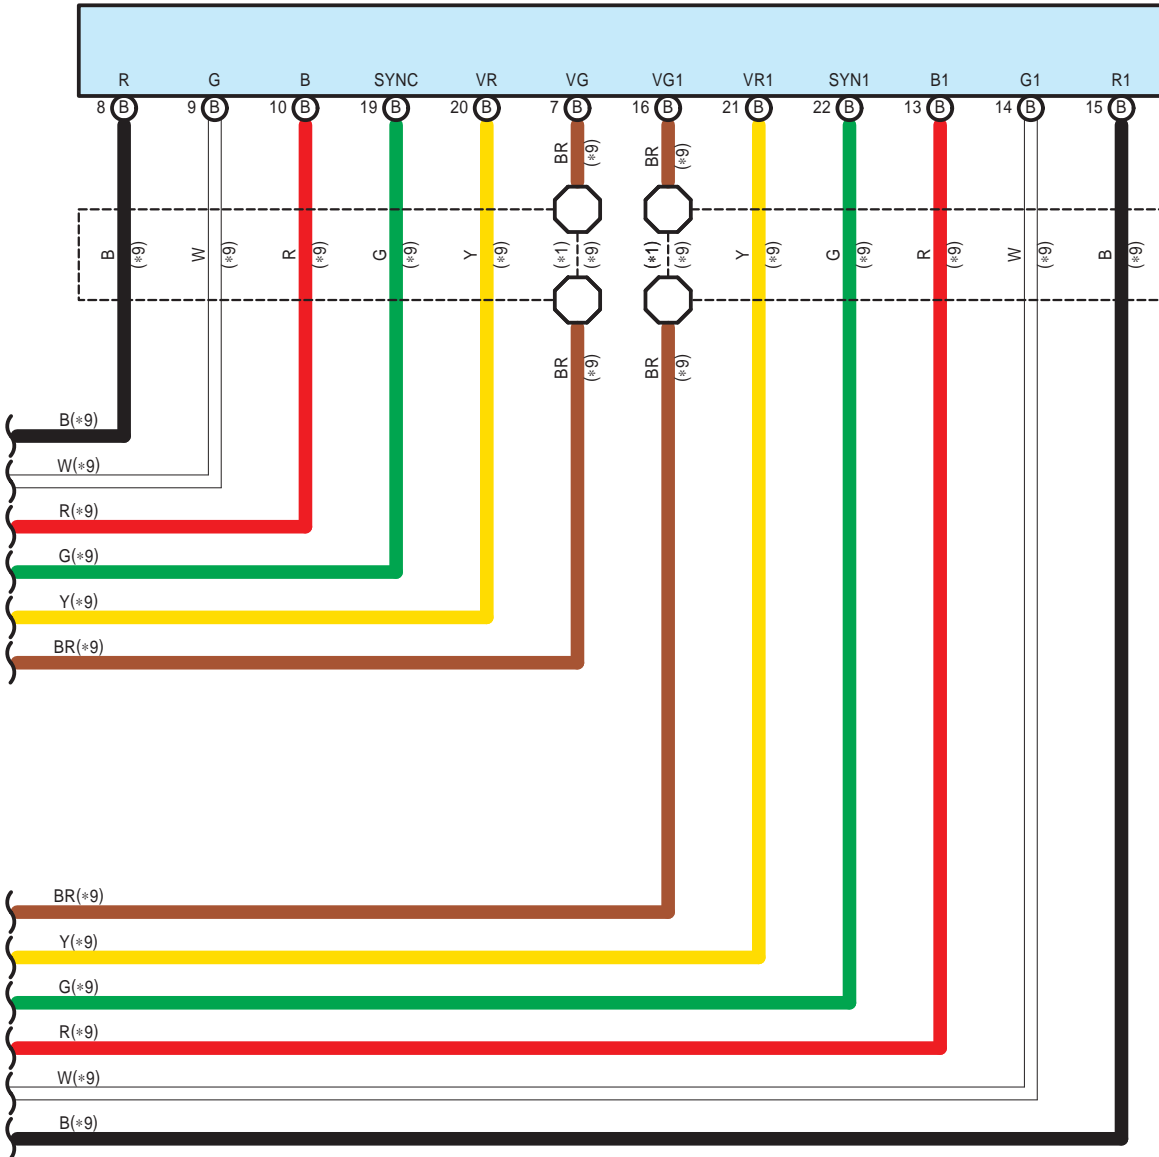 R G B SYNC VR VG VG1 VR1 SYN1 B1 G1 R1
8 B 9 B 10 B 19 B 20 B 7 B 16 B 21 B 22 B 13 B 14 B 15 B
BR (*9) BR (*9)
B (*9) W (*9) R (*9) G (*9) Y (*9) (*1) (*9) (*1) (*9) Y (*9) G (*9) R (*9) W (*9) B (*9)
BR (*9) BR (*9)
B(*9)
W(*9)
R(*9)
G(*9)
Y(*9)
BR(*9)
BR(*9)
Y(*9)
G(*9)
R(*9)
W(*9)
B(*9)